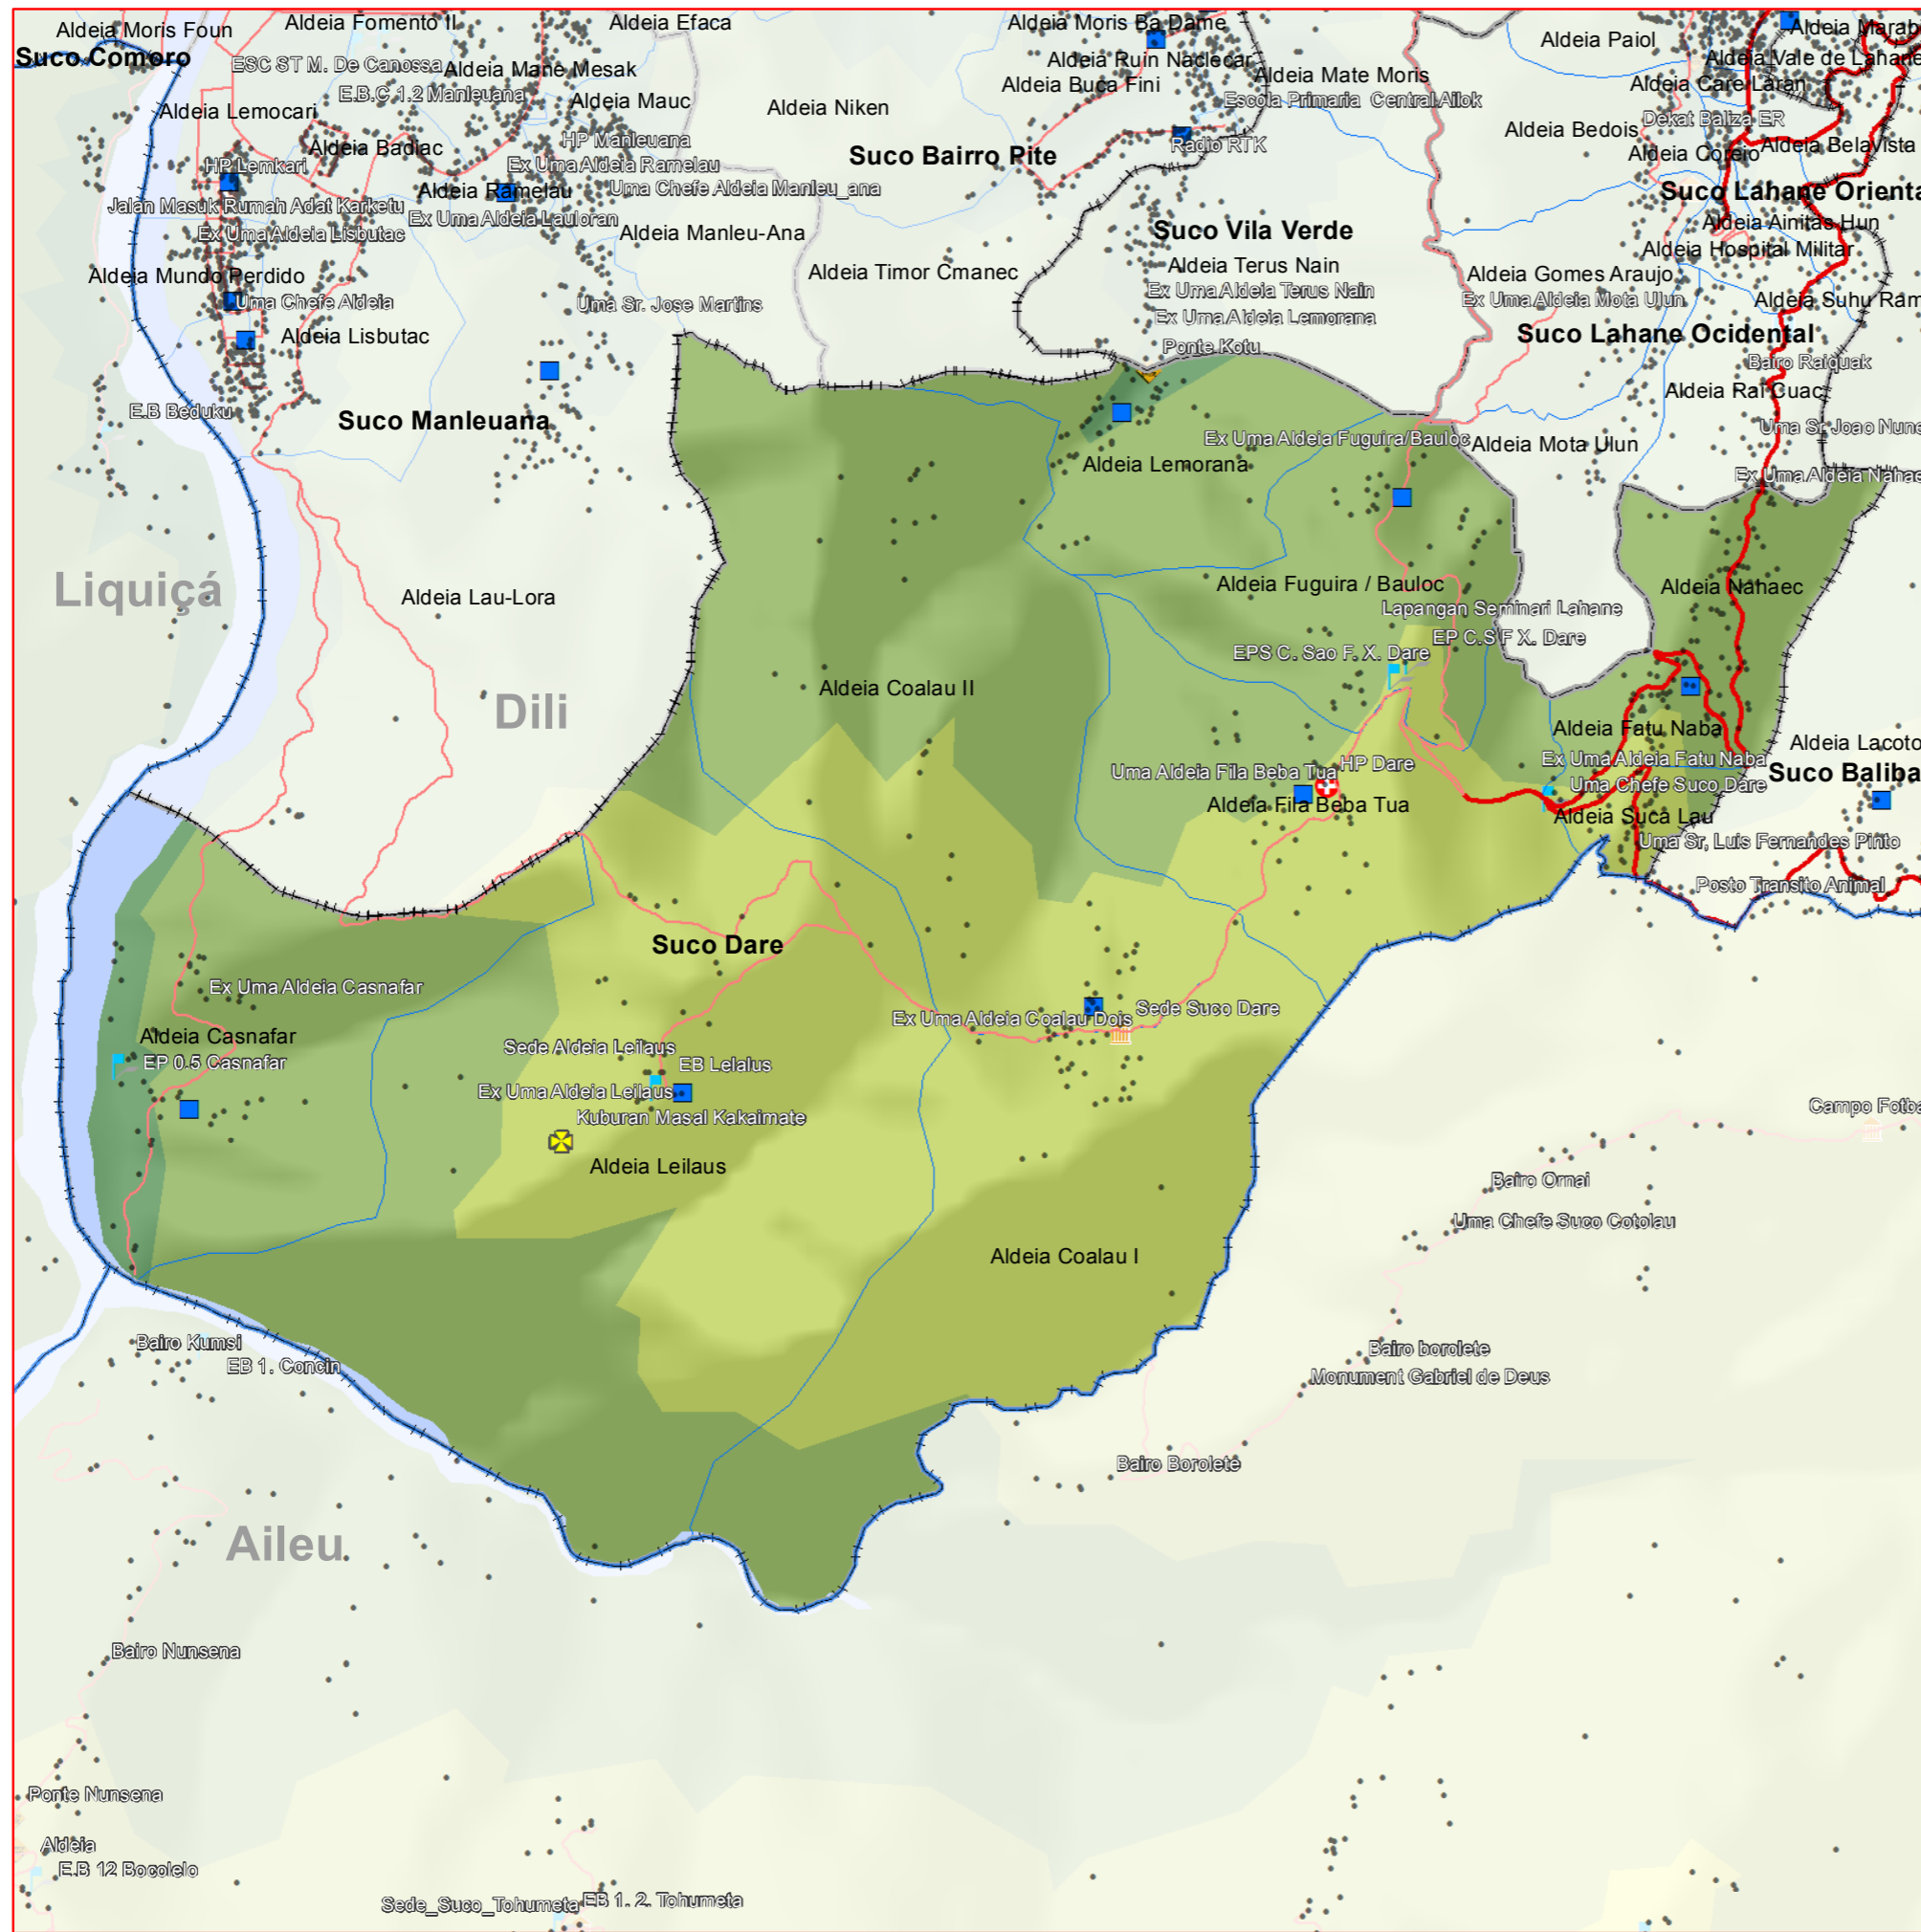 Aldeia Moris Foun
Aldeia Fomento II
Aldeia Efaca
Aldeia Moris Ba Dame
Suco Comoro
ESC ST M. De Canossa
Aldeia Mane Mesak
Aldeia Ruin Naclecar
Aldeia Paiol
Aldeia Vale de Lahane
E.B.C 1.2 Manleuana
Aldeia Mauc
Aldeia Niken
Aldeia Buca Fini
Aldeia Mate Moris
Aldeia Care Laran
Escola Primaria Central Ailok
Aldeia Lemocari
HP Manleuana
Dekat Baliza ER
Aldeia Bedois
Aldeia Badiac
Suco Bairro Pite
Radio RTK
Aldeia Coreio
Aldeia Belavista
HP Lemkari
Ex Uma Aldeia Ramelau
Aldeia Ramelau
Uma Chefe Aldeia Manleu_ana
Suco Lahane Orienta
Jalan Masuk Rumah Adat Karketu
Ex Uma Aldeia Lauloran
Ex Uma Aldeia Lisbutac
Aldeia Manleu-Ana
Suco Vila Verde
Aldeia Ainitas Hun
Aldeia Hospital Militar
Aldeia Mundo Perdido
Aldeia Timor Cmanec
Aldeia Terus Nain
Aldeia Gomes Araujo
Uma Chefe Aldeia
Uma Sr. Jose Martins
Ex Uma Aldeia Terus Nain
Ex Uma Aldeia Mota Ulun
Aldeia Suhu Ram
Ex Uma Aldeia Lemorana
Aldeia Lisbutac
Ponte Kotu
Suco Lahane Ocidental
Bairo Raiquak
Aldeia Rai Cuac
E.B Beduku
Suco Manleuana
Ex Uma Aldeia Fuguira/Bauloc
Aldeia Mota Ulun
Uma Sr. Joao Nune
Aldeia Lemorana
Ex Uma Aldeia Nahae
Liquiçá
Aldeia Lau-Lora
Aldeia Fuguira / Bauloc
Aldeia Nahaec
Lapangan Seminari Lahane
EP C.S F X. Dare
EPS C. Sao F. X. Dare
Dili
Aldeia Coalau II
Aldeia Fatu Naba
Aldeia Lacoto
Ex Uma Aldeia Fatu Naba
Uma Aldeia Fila Beba Tua
HP Dare
Suco Baliba
Uma Chefe Suco Dare
Aldeia Fila Beba Tua
Aldeia Suca Lau
Uma Sr, Luis Fernandes Pinto
Posto Transito Animal
Suco Dare
Ex Uma Aldeia Casnafar
Ex Uma Aldeia Coalau Dois
Sede Suco Dare
Aldeia Casnafar
Sede Aldeia Leilaus
EP 0.5 Casnafar
EB Lelalus
Ex Uma Aldeia Leilaus
Kuburan Masal Kakaimate
Campo Fotba
Aldeia Leilaus
Bairo Ornai
Uma Chefe Suco Cotolau
Aldeia Coalau I
Bairo Kumsi
EB 1. Concin
Bairo borolete
Monument Gabriel de Deus
Bairo Borolete
Aileu
Bairo Nunsena
Ponte Nunsena
Aldeia
E.B 12 Bocolelo
Sede_Suco_Tohumeta
EB 1. 2. Tohumeta